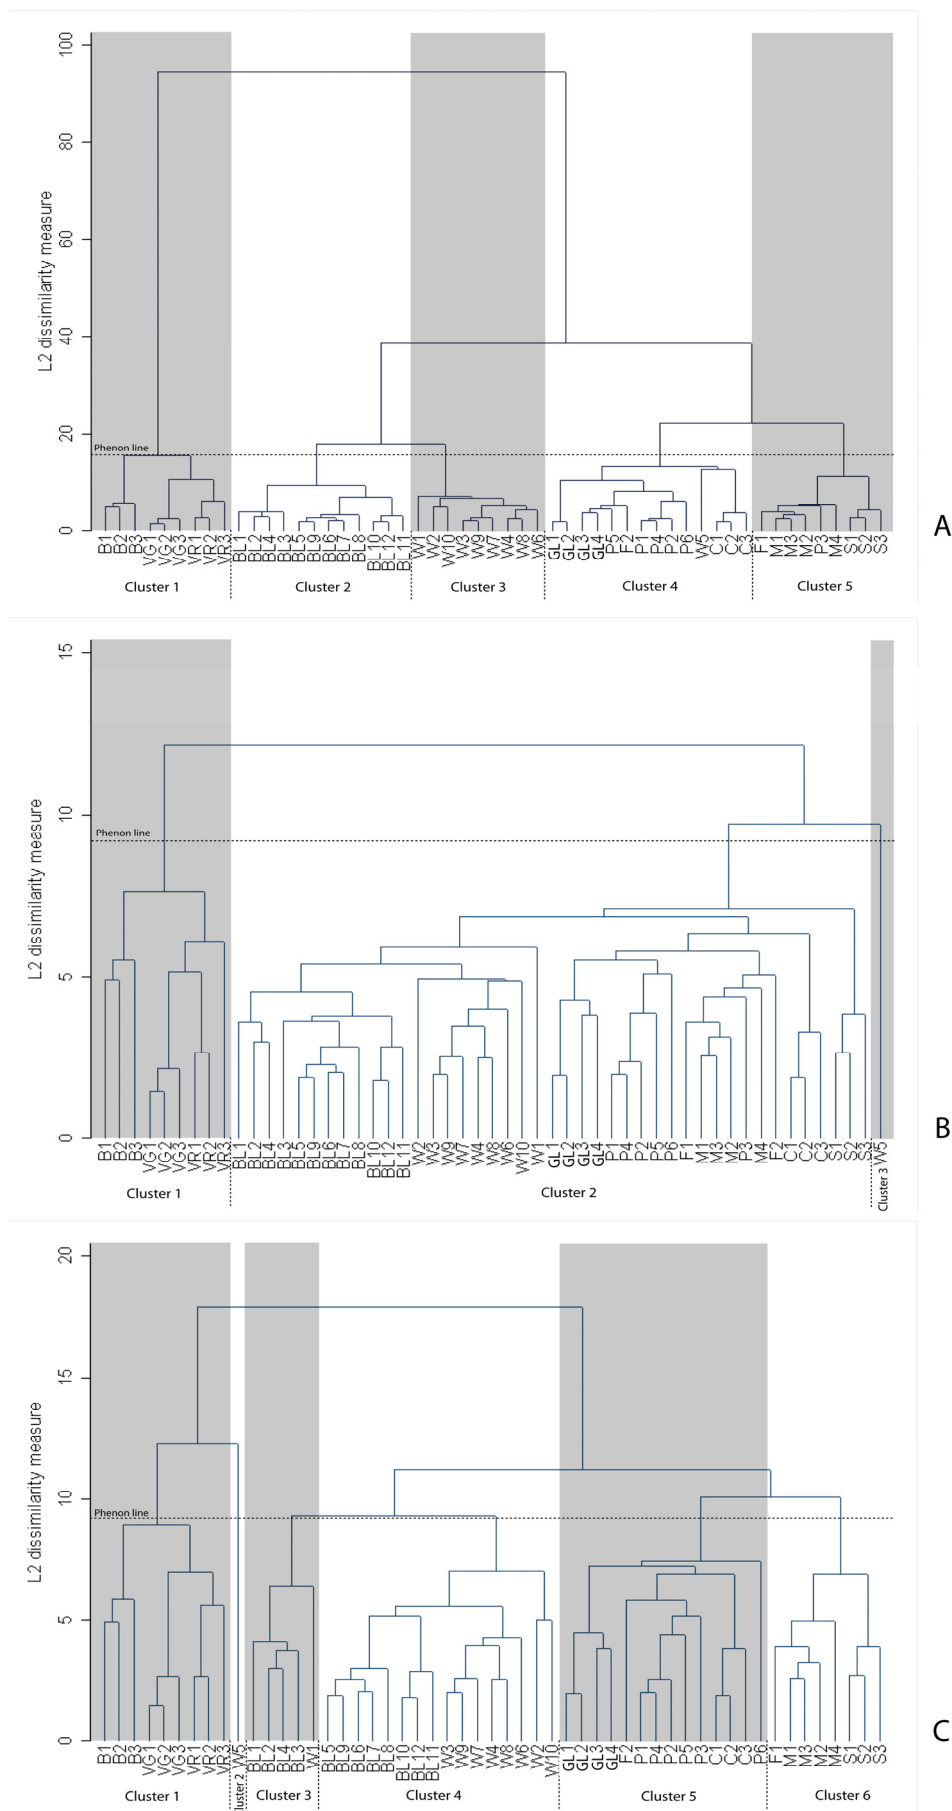 100
80
60
40
20
0
L2 dissimilarity measure
Phenon line
B1 B2 B3 VG1 VG2 VG3 VR1 VR2 VR3 BL1 BL2 BL4 BL3 BL5 BL9 BL6 BL7 BL8 BL10 BL12 BL11 W1 W2 W10 W3 W9 W7 W4 W8 W6 GL1 GL2 GL3 GL4 P5 F2 P1 P4 P2 P6 W5 C1 C2 C3 F1 M1 M3 M2 P3 M4 S1 S2 S3
Cluster 1 Cluster 2 Cluster 3 Cluster 4 Cluster 5
A
15
10
5
0
L2 dissimilarity measure
Phenon line
B1 B2 B3 VG1 VG2 VG3 VR1 VR2 VR3 BL1 BL2 BL4 BL3 BL5 BL9 BL6 BL7 BL8 BL10 BL12 BL11 W2 W3 W9 W7 W4 W8 W6 W10 W1 GL1 GL2 GL3 GL4 P1 P4 P2 P5 P6 F1 M1 M3 M2 P3 M4 F2 C1 C2 C3 S1 S2 S3 W5
Cluster 1 Cluster 2 Cluster 3
B
20
15
10
5
0
L2 dissimilarity measure
Phenon line
B1 B2 B3 VG1 VG2 VG3 VR1 VR2 VR3 W5 BL1 BL2 BL4 BL3 W1 BL5 BL9 BL6 BL7 BL8 BL10 BL12 BL11 W3 W9 W7 W4 W8 W6 W2 W10 GL1 GL2 GL3 GL4 F2 P1 P4 P2 P5 P3 C1 C2 C3 P6 F1 M1 M3 M2 M4 S1 S2 S3
Cluster 1 Cluster 2 Cluster 3 Cluster 4 Cluster 5 Cluster 6
C